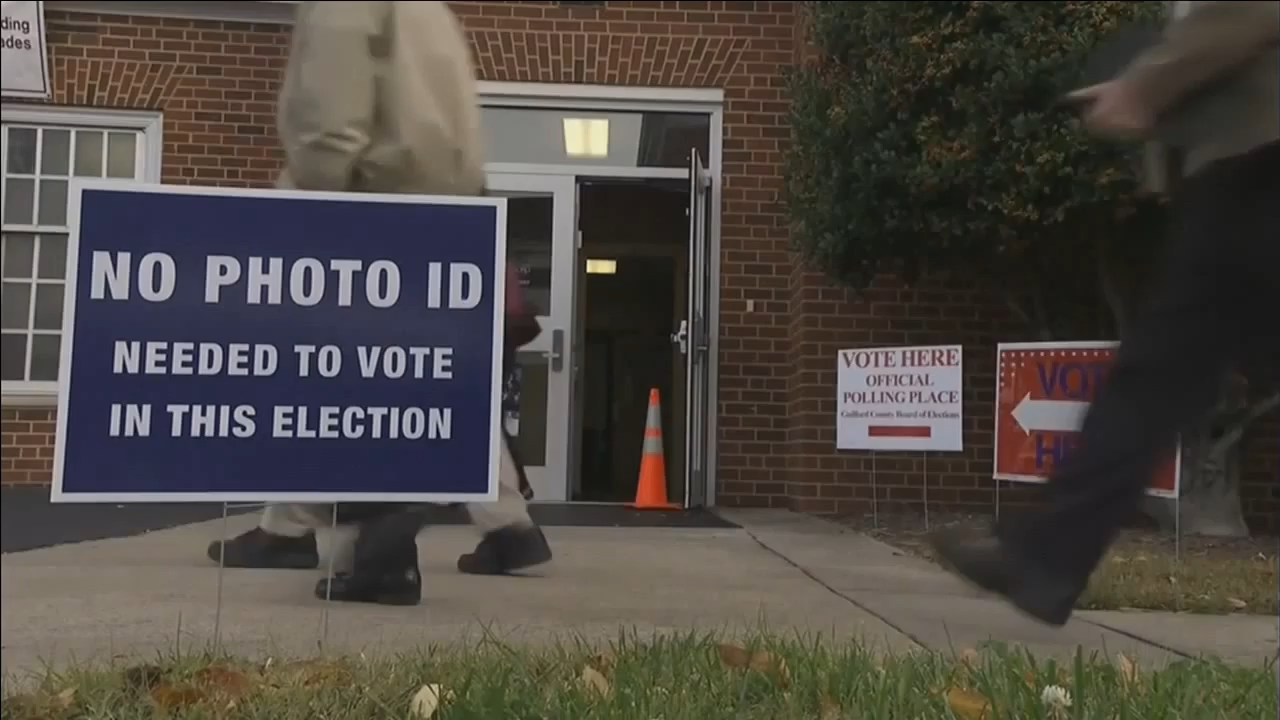 ding
ades
NO PHOTO ID
NEEDED TO VOTE
IN THIS ELECTION
VOTE HERE
OFFICIAL
POLLING PLACE
Guilford County Board of Elections
VOT
H